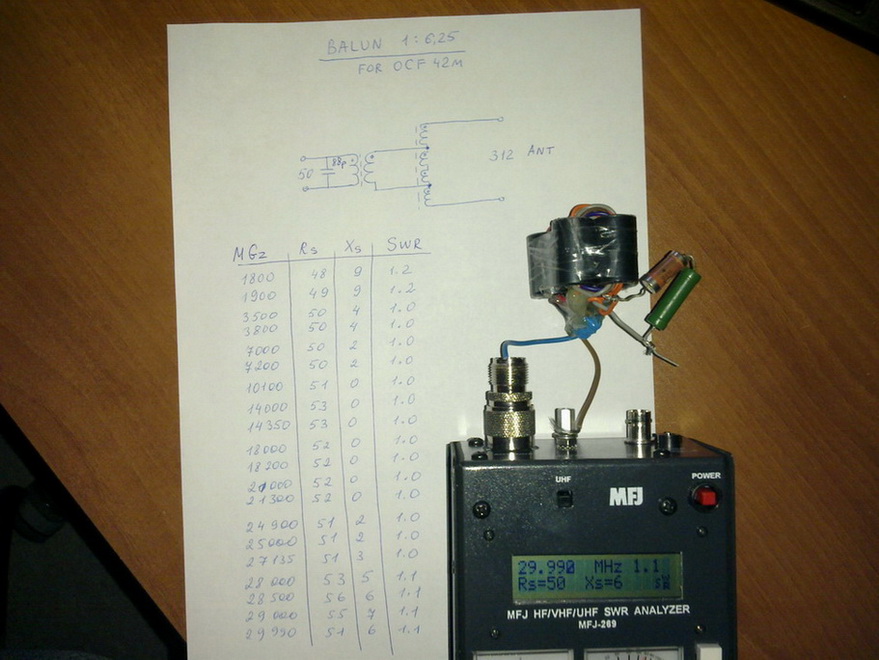 BALUN 1:6,25
FOR OCF 42M
50
312 ANT
MGz Rs Xs SWR
1800 48 9 1.2
1900 49 9 1.2
3500 50 4 1.0
3800 50 4 1.0
7000 50 2 1.0
7200 50 2 1.0
10100 51 0 1.0
14000 53 0 1.0
14350 53 0 1.0
18000 52 0 1.0
18200 52 0 1.0
21000 52 0 1.0
21300 52 0 1.0
24900 51 2 1.0
25000 51 2 1.0
27135 51 3 1.0
28000 53 5 1.1
28500 56 6 1.1
29000 55 7 1.1
29990 51 6 1.1
UHF
MFJ
POWER
29.990 MHz 1.1
Rs=50 Xs=6
MFJ HF/VHF/UHF SWR ANALYZER
MFJ-269